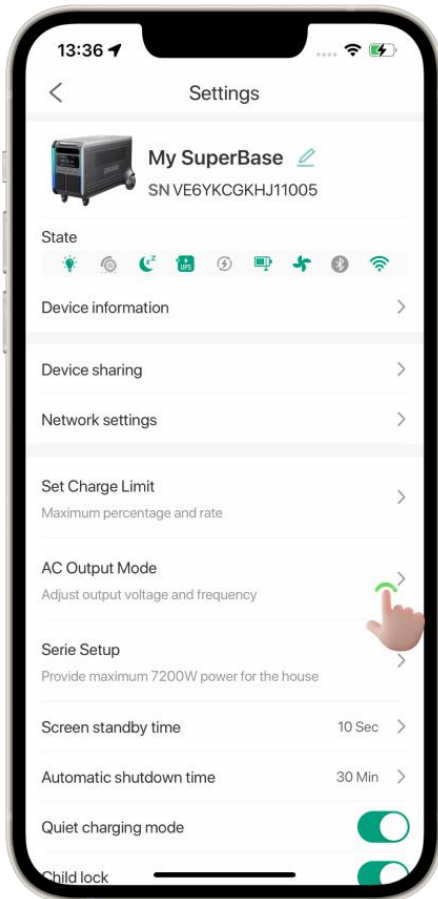 13:36
Settings
My SuperBase
SN VE6YKCGKHJ11005
State
UPS
Device information
Device sharing
Network settings
Set Charge Limit
Maximum percentage and rate
AC Output Mode
Adjust output voltage and frequency
Serie Setup
Provide maximum 7200W power for the house
Screen standby time 10 Sec
Automatic shutdown time 30 Min
Quiet charging mode
Child lock